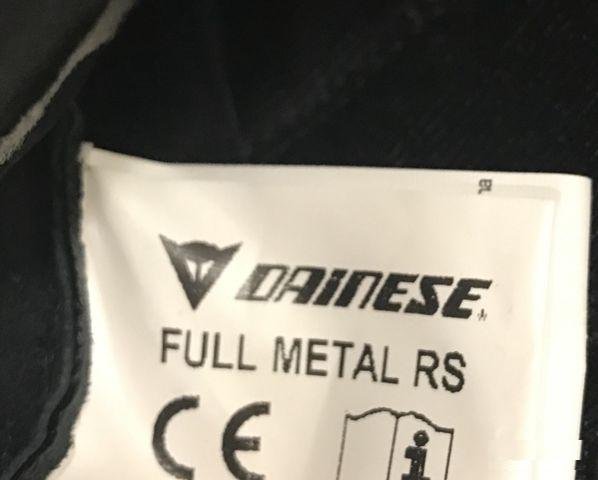 DAINESE
FULL METAL RS
CE
i